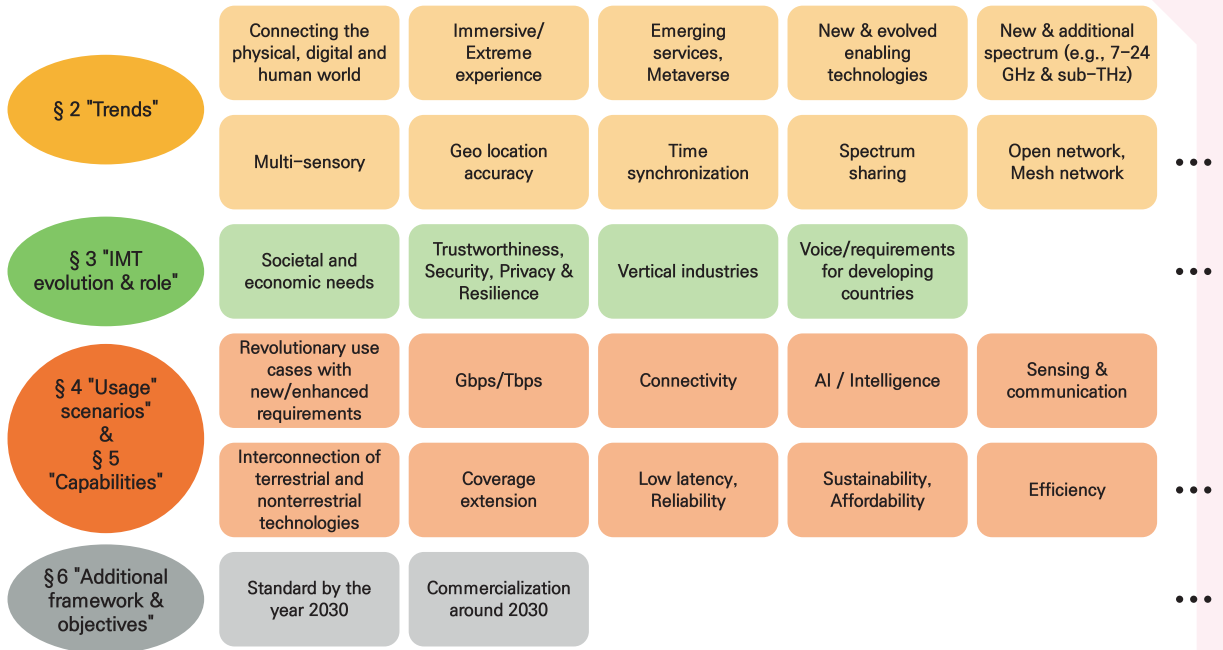 § 2 "Trends"
Connecting the
physical, digital and
human world
Immersive/
Extreme
experience
Emerging
services,
Metaverse
New & evolved
enabling
technologies
New & additional
spectrum (e.g., 7–24
GHz & sub–THz)
Multi–sensory
Geo location
accuracy
Time
synchronization
Spectrum
sharing
Open network,
Mesh network
•••
§ 3 "IMT
evolution & role"
Societal and
economic needs
Trustworthiness,
Security, Privacy &
Resilience
Vertical industries
Voice/requirements
for developing
countries
•••
§ 4 "Usage"
scenarios"
&
§ 5
"Capabilities"
Revolutionary use
cases with
new/enhanced
requirements
Gbps/Tbps
Connectivity
AI / Intelligence
Sensing &
communication
Interconnection of
terrestrial and
nonterrestrial
technologies
Coverage
extension
Low latency,
Reliability
Sustainability,
Affordability
Efficiency
•••
§ 6 "Additional
framework &
objectives"
Standard by the
year 2030
Commercialization
around 2030
•••